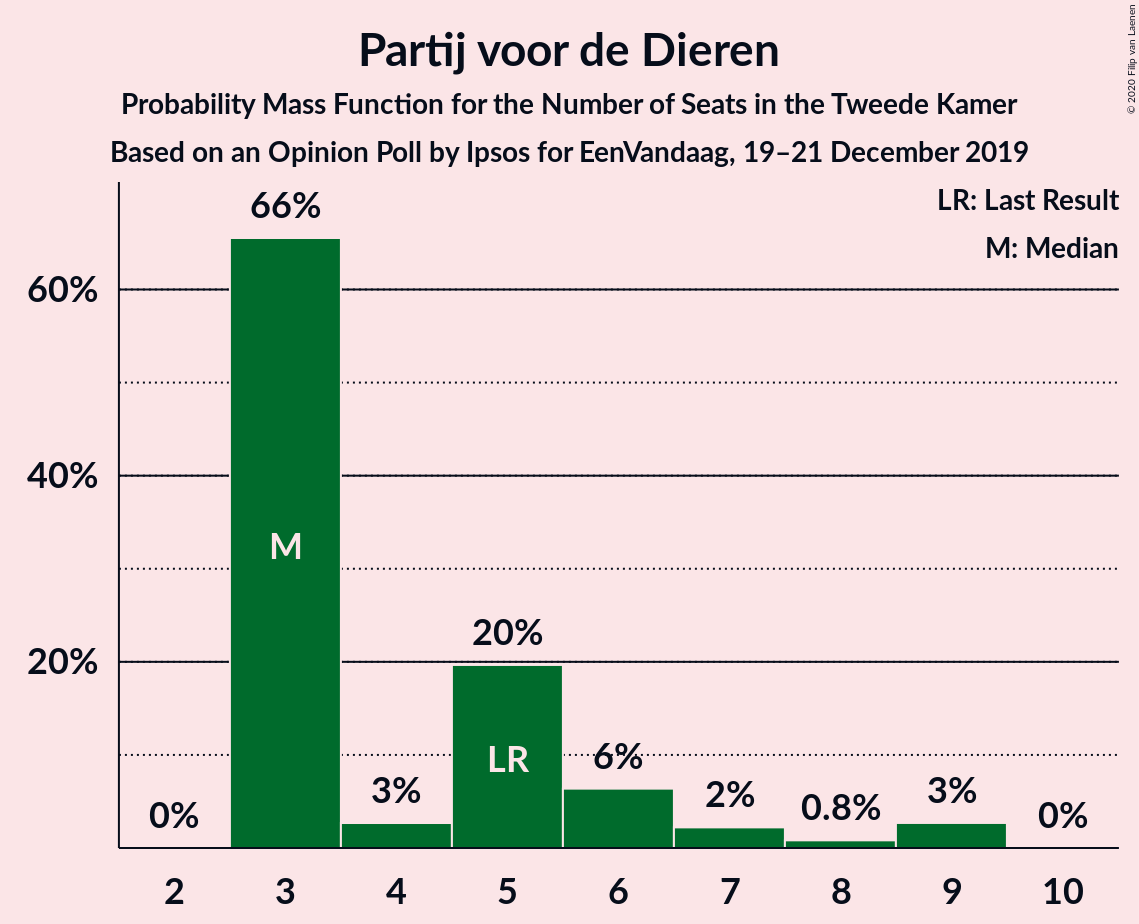 Partij voor de Dieren
Probability Mass Function for the Number of Seats in the Tweede Kamer
Based on an Opinion Poll by Ipsos for EenVandaag, 19–21 December 2019
© 2020 Filip van Laenen
LR: Last Result
M: Median
66%
60%
40%
M
20%
20%
LR
6%
0%
3%
2%
0.8%
3%
0%
2 3 4 5 6 7 8 9 10